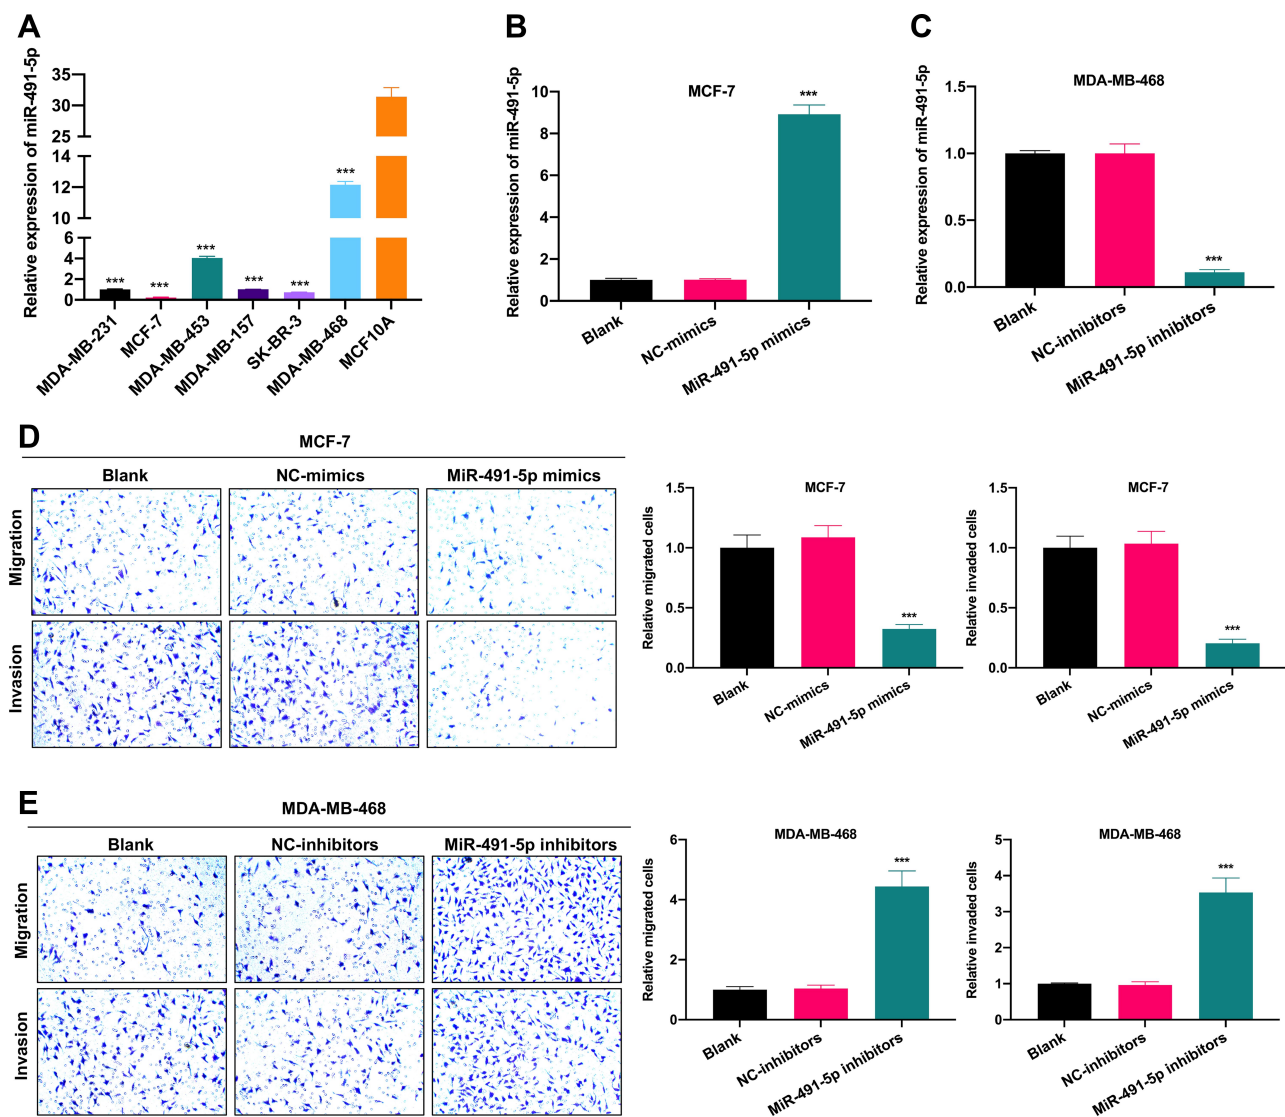 A
Relative expression of miR-491-5p
35
30
25
14
12
10
6
4
2
0
***
***
***
***
***
***
MDA-MB-231
MCF-7
MDA-MB-453
MDA-MB-157
SK-BR-3
MDA-MB-468
MCF10A
B
Relative expression of miR-491-5p
MCF-7
10
8
6
4
2
0
***
Blank
NC-mimics
MiR-491-5p mimics
C
Relative expression of miR-491-5p
MDA-MB-468
1.5
1.0
0.5
0.0
***
Blank
NC-inhibitors
MiR-491-5p inhibitors
D
MCF-7
Blank
NC-mimics
MiR-491-5p mimics
Migration
Invasion
Relative migrated cells
MCF-7
1.5
1.0
0.5
0.0
***
Blank
NC-mimics
MiR-491-5p mimics
Relative invaded cells
MCF-7
1.5
1.0
0.5
0.0
***
Blank
NC-mimics
MiR-491-5p mimics
E
MDA-MB-468
Blank
NC-inhibitors
MiR-491-5p inhibitors
Migration
Invasion
Relative migrated cells
MDA-MB-468
6
4
2
0
***
Blank
NC-inhibitors
MiR-491-5p inhibitors
Relative invaded cells
MDA-MB-468
5
4
3
2
1
0
***
Blank
NC-inhibitors
MiR-491-5p inhibitors